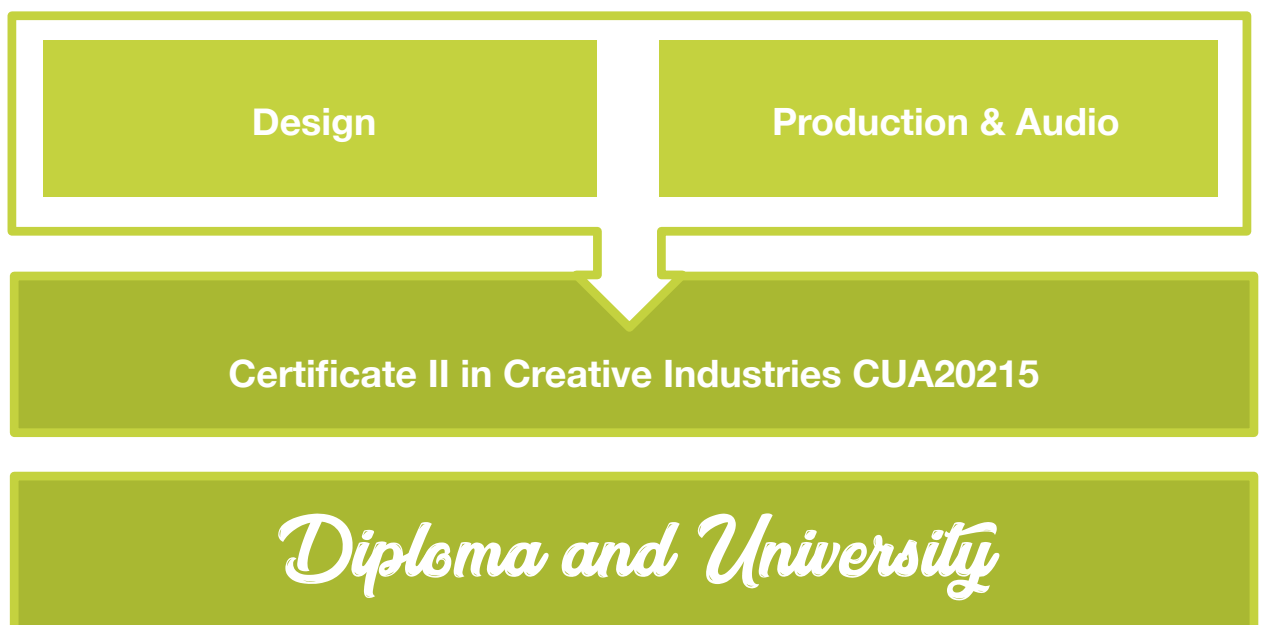 Design
Production & Audio
Certificate II in Creative Industries CUA20215
Diploma and University